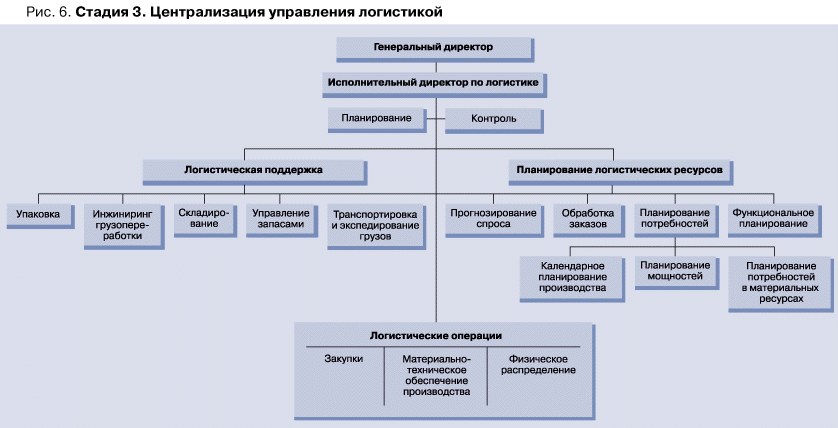 Рис. 6. Стадия 3. Централизация управления логистикой
Генеральный директор
Исполнительный директор по логистике
Планирование
Контроль
Логистическая поддержка
Планирование логистических ресурсов
Упаковка
Инжиниринг
грузопере-
работки
Складиро-
вание
Управление
запасами
Транспортировка
и экспедирование
грузов
Прогнозирование
спроса
Обработка
заказов
Планирование
потребностей
Функциональное
планирование
Календарное
планирование
производства
Планирование
мощностей
Планирование
потребностей
в материальных
ресурсах
Логистические операции
Закупки
Материально-
техническое
обеспечение
производства
Физическое
распределение